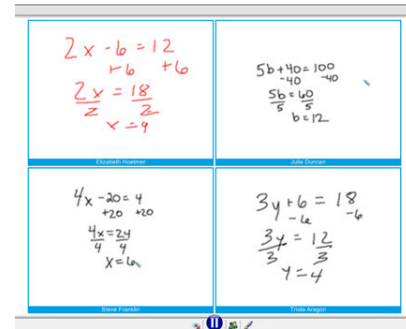 2x - 6 = 12
+6 +6
2x = 18
2 2
x = 9
Elizabeth Hoelmer
5b + 40 = 100
-40 -40
5b = 60
5 5
b = 12
Julie Duncan
4x - 20 = 4
+20 +20
4x = 24
4 4
x = 6
Steve Franklin
3y + 6 = 18
-6 -6
3y = 12
3 3
y = 4
Trista Aragon